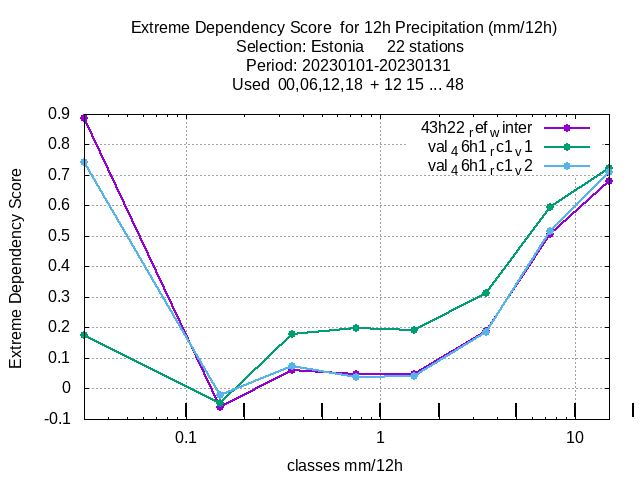 Extreme Dependency Score  for 12h Precipitation (mm/12h)
Selection: Estonia     22 stations
Period: 20230101-20230131
Used  00,06,12,18  + 12 15 ... 48
43h22 r ef w inter
val 4 6h1 r c1 v 1
val 4 6h1 r c1 v 2
0.9
0.8
0.7
0.6
0.5
0.4
0.3
0.2
0.1
0
-0.1
Extreme Dependency Score
0.1
1
10
classes mm/12h